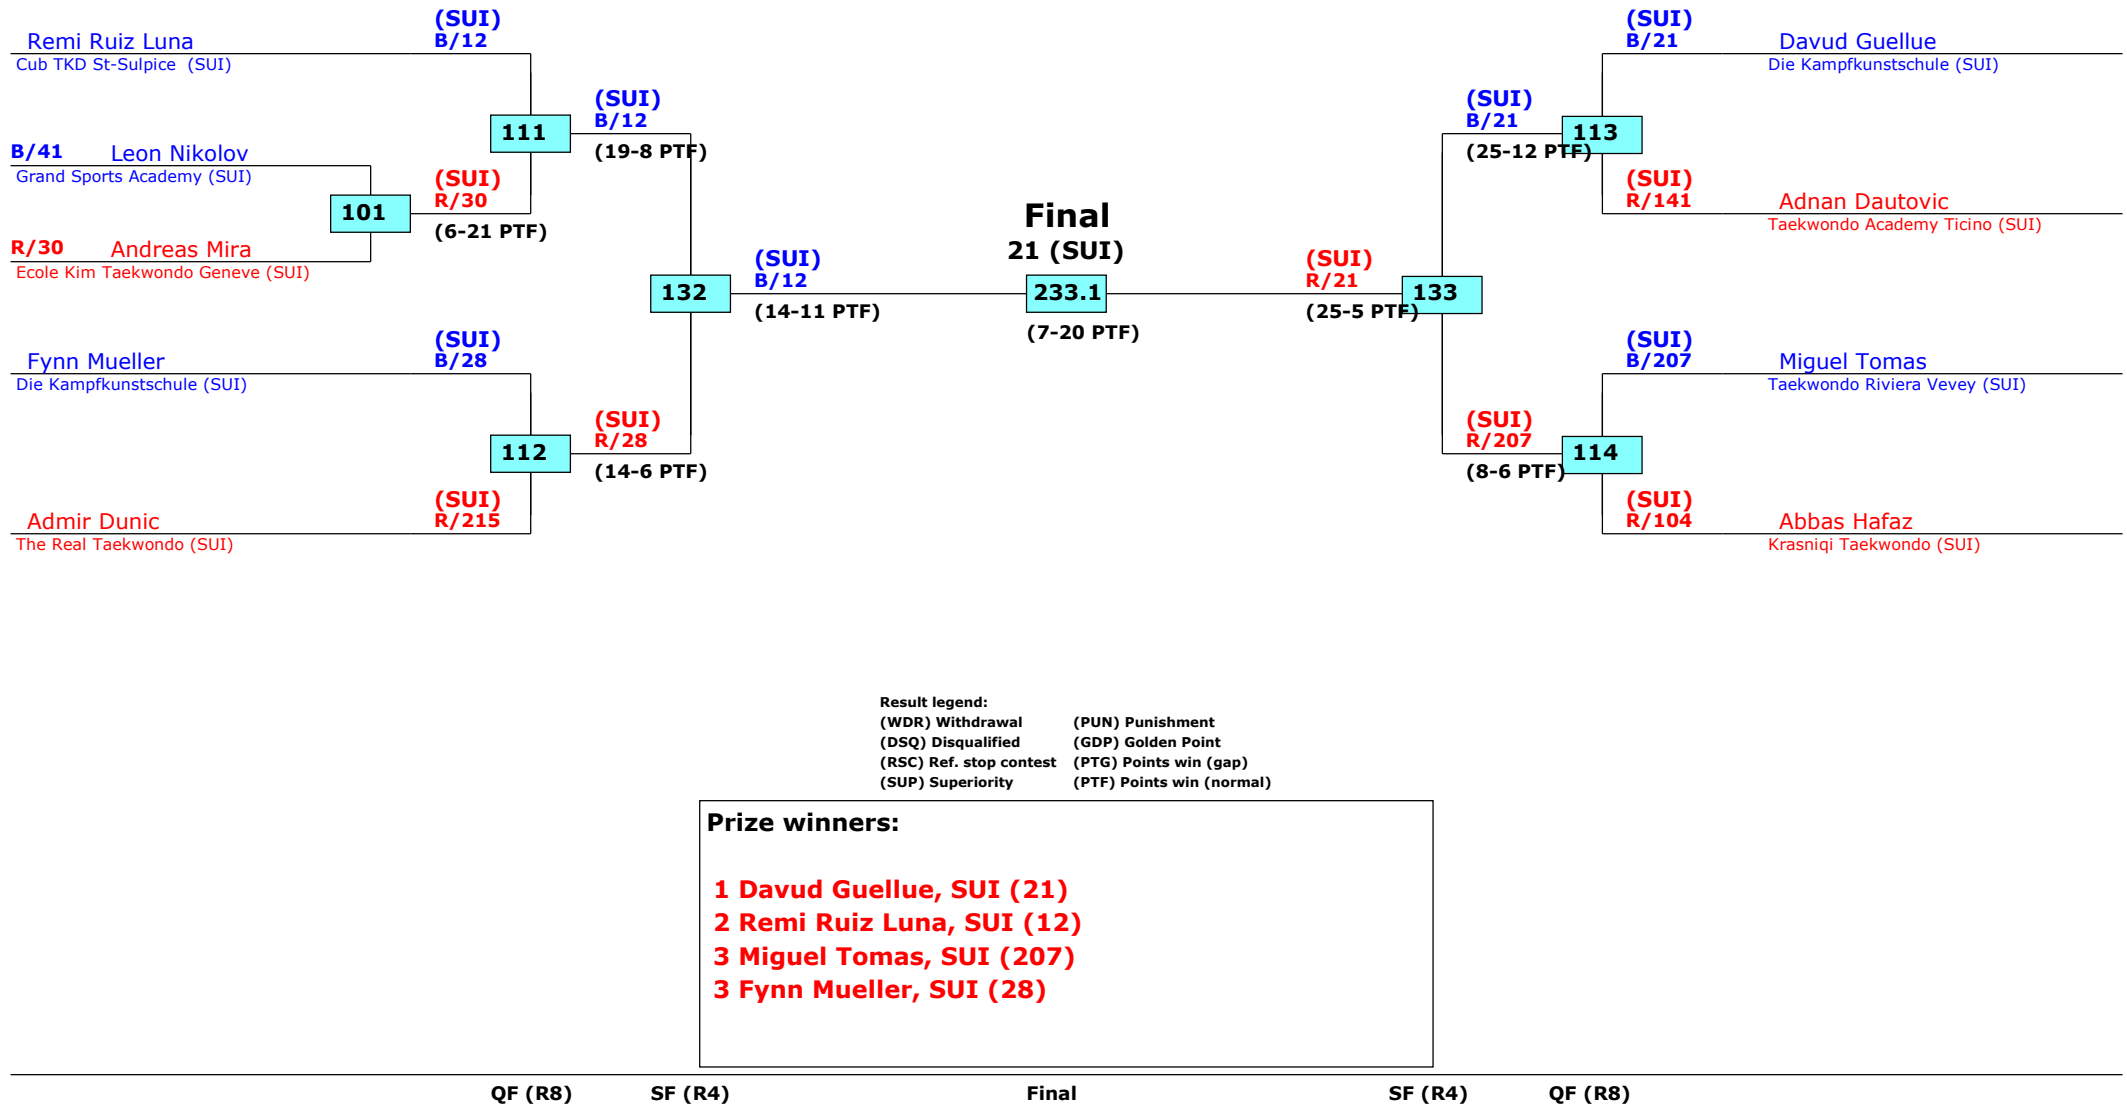 (SUI)
B/12
Remi Ruiz Luna
Cub TKD St-Sulpice (SUI)
111
(SUI)
B/12
(19-8 PTF)
B/41 Leon Nikolov
Grand Sports Academy (SUI)
101
(SUI)
R/30
(6-21 PTF)
R/30 Andreas Mira
Ecole Kim Taekwondo Geneve (SUI)
132
(SUI)
B/12
(14-11 PTF)
(SUI)
B/28
Fynn Mueller
Die Kampfkunstschule (SUI)
112
(SUI)
R/28
(14-6 PTF)
(SUI)
R/215
Admir Dunic
The Real Taekwondo (SUI)
Final
21 (SUI)
233.1
(7-20 PTF)
(SUI)
B/21
Davud Guellue
Die Kampfkunstschule (SUI)
(SUI)
B/21
113
(25-12 PTF)
(SUI)
R/141
Adnan Dautovic
Taekwondo Academy Ticino (SUI)
(SUI)
R/21
133
(25-5 PTF)
(SUI)
B/207
Miguel Tomas
Taekwondo Riviera Vevey (SUI)
(SUI)
R/207
114
(8-6 PTF)
(SUI)
R/104
Abbas Hafaz
Krasniqi Taekwondo (SUI)
Result legend:
(WDR) Withdrawal (PUN) Punishment
(DSQ) Disqualified (GDP) Golden Point
(RSC) Ref. stop contest (PTG) Points win (gap)
(SUP) Superiority (PTF) Points win (normal)
Prize winners:
1 Davud Guellue, SUI (21)
2 Remi Ruiz Luna, SUI (12)
3 Miguel Tomas, SUI (207)
3 Fynn Mueller, SUI (28)
QF (R8) SF (R4) Final SF (R4) QF (R8)